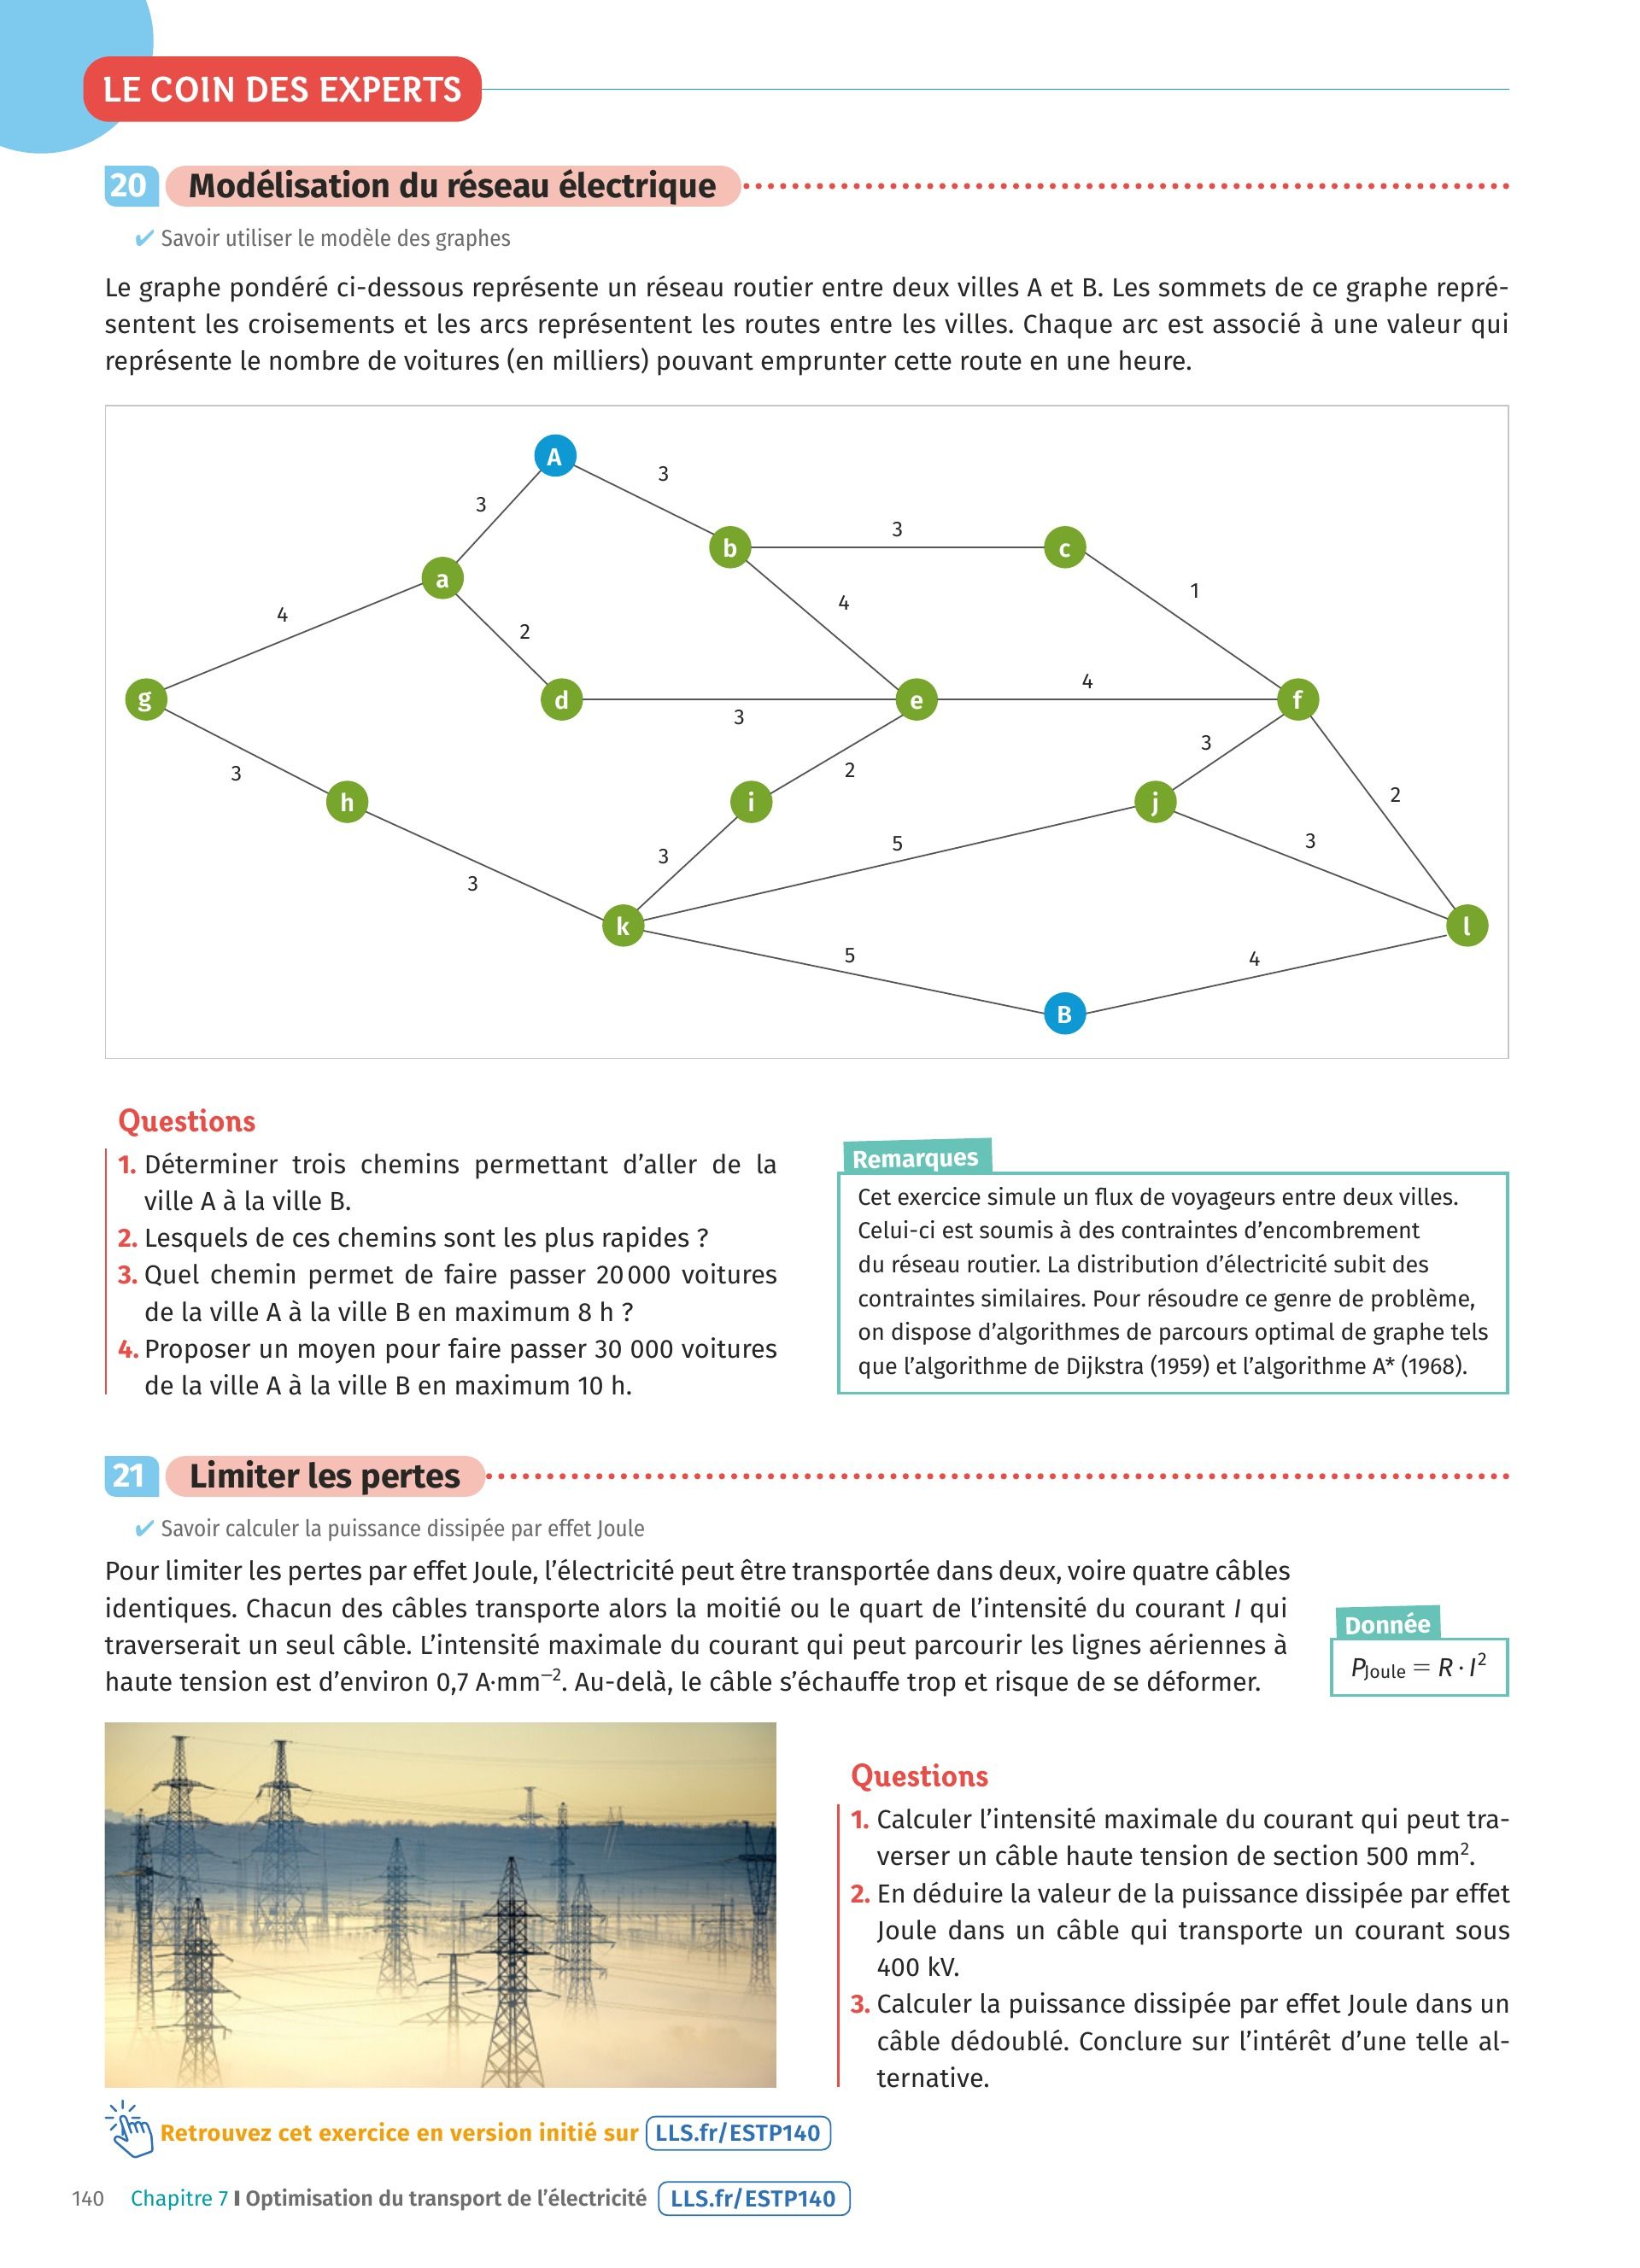 LE COIN DES EXPERTS
20 Modélisation du réseau électrique
✔ Savoir utiliser le modèle des graphes
Le graphe pondéré ci-dessous représente un réseau routier entre deux villes A et B. Les sommets de ce graphe repré-
sentent les croisements et les arcs représentent les routes entre les villes. Chaque arc est associé à une valeur qui
représente le nombre de voitures (en milliers) pouvant emprunter cette route en une heure.
A
3
3
3
b
c
a
1
4
4
2
4
g
d
e
f
3
3
3
2
2
h
i
j
3
5
3
3
k
l
5
4
B
Questions
1. Déterminer trois chemins permettant d'aller de la
ville A à la ville B.
2. Lesquels de ces chemins sont les plus rapides ?
3. Quel chemin permet de faire passer 20 000 voitures
de la ville A à la ville B en maximum 8 h ?
4. Proposer un moyen pour faire passer 30 000 voitures
de la ville A à la ville B en maximum 10 h.
Remarques
Cet exercice simule un flux de voyageurs entre deux villes.
Celui-ci est soumis à des contraintes d'encombrement
du réseau routier. La distribution d'électricité subit des
contraintes similaires. Pour résoudre ce genre de problème,
on dispose d'algorithmes de parcours optimal de graphe tels
que l'algorithme de Dijkstra (1959) et l'algorithme A* (1968).
21 Limiter les pertes
✔ Savoir calculer la puissance dissipée par effet Joule
Pour limiter les pertes par effet Joule, l'électricité peut être transportée dans deux, voire quatre câbles
identiques. Chacun des câbles transporte alors la moitié ou le quart de l'intensité du courant I qui
traverserait un seul câble. L'intensité maximale du courant qui peut parcourir les lignes aériennes à
haute tension est d'environ 0,7 A·mm⁻². Au-delà, le câble s'échauffe trop et risque de se déformer.
Donnée
P_Joule = R · I²
Questions
1. Calculer l'intensité maximale du courant qui peut tra-
verser un câble haute tension de section 500 mm².
2. En déduire la valeur de la puissance dissipée par effet
Joule dans un câble qui transporte un courant sous
400 kV.
3. Calculer la puissance dissipée par effet Joule dans un
câble dédoublé. Conclure sur l'intérêt d'une telle al-
ternative.
Retrouvez cet exercice en version initié sur LLS.fr/ESTP140
140 Chapitre 7 I Optimisation du transport de l'électricité LLS.fr/ESTP140